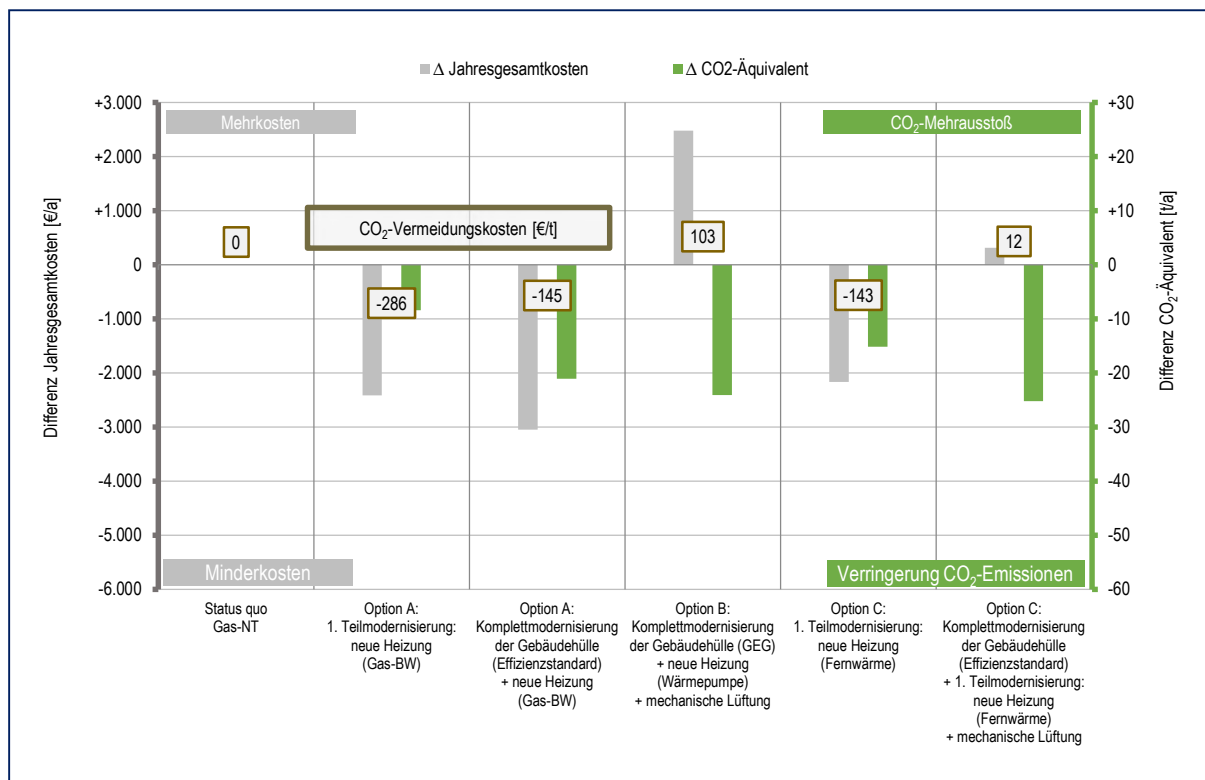 Δ Jahresgesamtkosten
Δ CO2-Äquivalent
Differenz Jahresgesamtkosten [€/a]
+3.000
+2.000
+1.000
0
-1.000
-2.000
-3.000
-4.000
-5.000
-6.000
Mehrkosten
CO₂-Mehrausstoß
CO₂-Vermeidungskosten [€/t]
0
-286
-145
103
-143
12
Minderkosten
Verringerung CO₂-Emissionen
+30
+20
+10
0
-10
-20
-30
-40
-50
-60
Differenz CO₂-Äquivalent [t/a]
Status quo
Gas-NT
Option A:
1. Teilmodernisierung:
neue Heizung
(Gas-BW)
Option A:
Komplettmodernisierung
der Gebäudehülle
(Effizienzstandard)
+ neue Heizung
(Gas-BW)
Option B:
Komplettmodernisierung
der Gebäudehülle (GEG)
+ neue Heizung
(Wärmepumpe)
+ mechanische Lüftung
Option C:
1. Teilmodernisierung:
neue Heizung
(Fernwärme)
Option C:
Komplettmodernisierung
der Gebäudehülle
(Effizienzstandard)
+ 1. Teilmodernisierung:
neue Heizung
(Fernwärme)
+ mechanische Lüftung